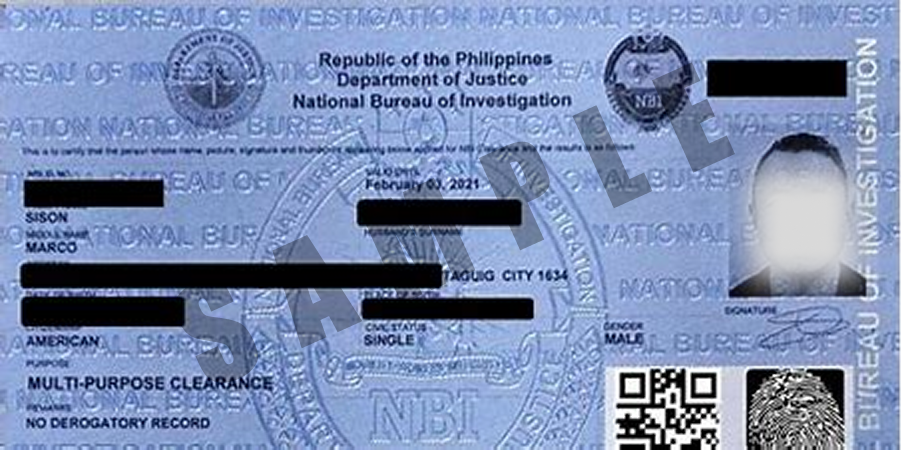 Republic of the Philippines
Department of Justice
National Bureau of Investigation
NBI
This is to certify that the person whose name, picture, signature and thumbprint appearing below applied for NBI Clearance and the results is as follows:
NBI ID NO.
VALID UNTIL
February 03, 2021
SISON
MIDDLE NAME
HUSBAND'S SURNAME
MARCO
TAGUIG CITY 1634
DATE OF BIRTH
PLACE OF BIRTH
SIGNATURE
CITIZENSHIP
CIVIL STATUS
GENDER
AMERICAN
SINGLE
MALE
PURPOSE
MULTI-PURPOSE CLEARANCE
REMARKS
NO DEROGATORY RECORD
NBI
SAMPLE
BUREAU OF INVESTIGATION
NATIONAL BUREAU OF INVESTIGATION